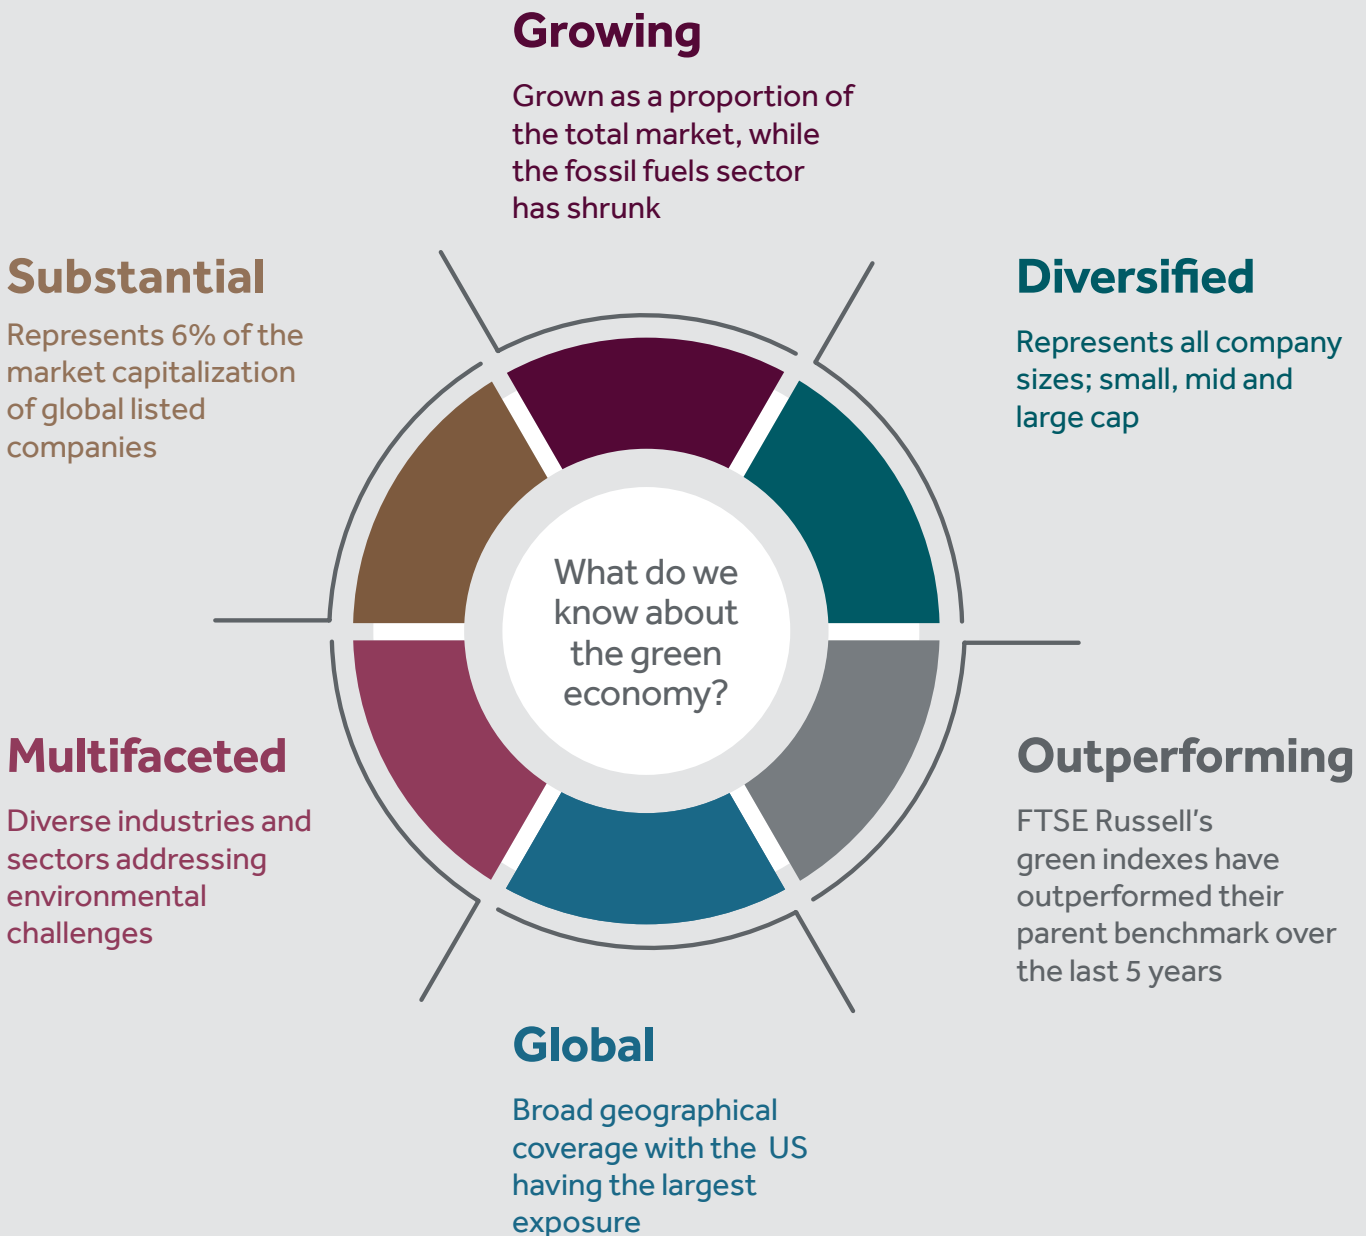 Growing
Grown as a proportion of
the total market, while
the fossil fuels sector
has shrunk
Substantial
Represents 6% of the
market capitalization
of global listed
companies
Diversified
Represents all company
sizes; small, mid and
large cap
What do we
know about
the green
economy?
Multifaceted
Diverse industries and
sectors addressing
environmental
challenges
Outperforming
FTSE Russell’s
green indexes have
outperformed their
parent benchmark over
the last 5 years
Global
Broad geographical
coverage with the US
having the largest
exposure